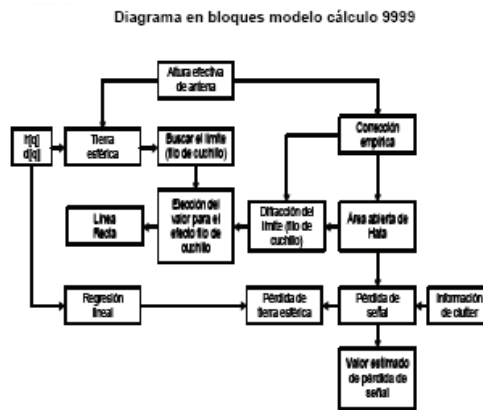 Diagrama en bloques modelo cálculo 9999
Altura efectiva
de antena
h[q]
d[q]
Tierra
esférica
Buscar el límite
(filo de cuchillo)
Corrección
empírica
Línea
Recta
Elección del
valor para el
efecto filo de
cuchillo
Difracción del
límite (filo de
cuchillo)
Área abierta de
Hata
Regresión
lineal
Pérdida de
tierra esférica
Pérdida de
señal
Información
de clutter
Valor estimado
de pérdida de
señal